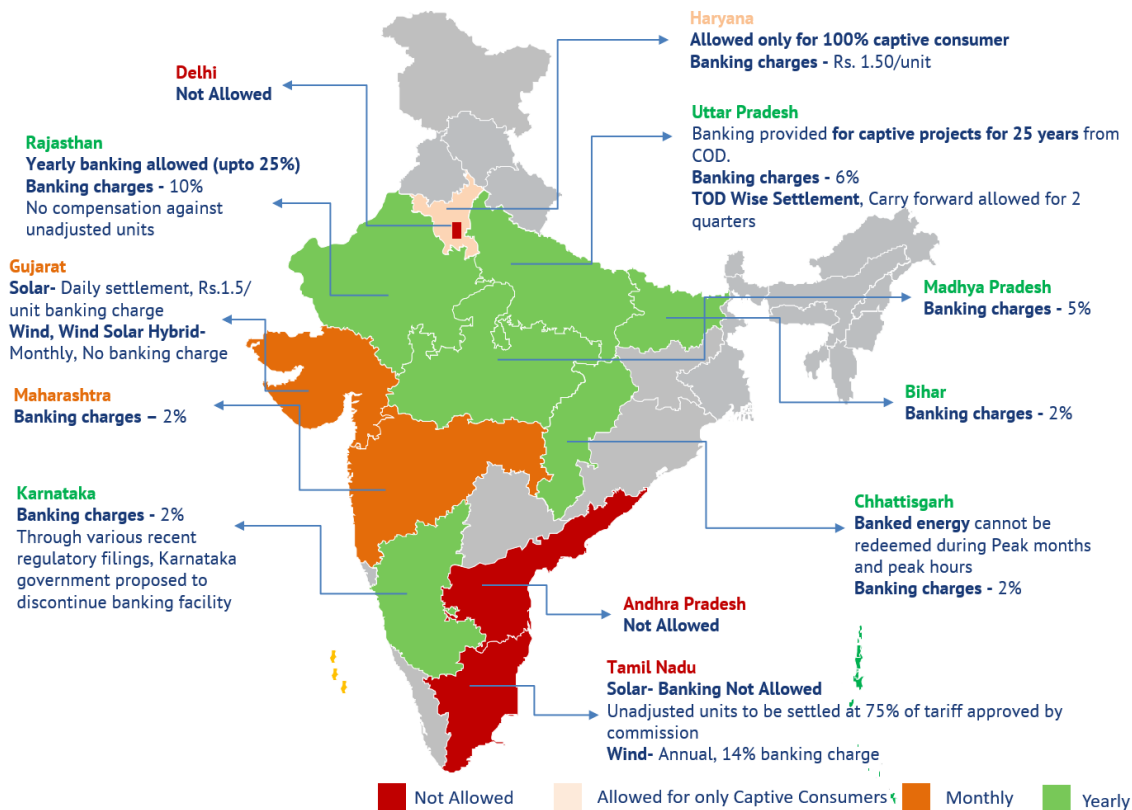 Haryana
Allowed only for 100% captive consumer
Banking charges - Rs. 1.50/unit
Delhi
Not Allowed
Uttar Pradesh
Banking provided for captive projects for 25 years from
COD.
Banking charges - 6%
TOD Wise Settlement, Carry forward allowed for 2
quarters
Rajasthan
Yearly banking allowed (upto 25%)
Banking charges - 10%
No compensation against
unadjusted units
Gujarat
Solar- Daily settlement, Rs.1.5/
unit banking charge
Wind, Wind Solar Hybrid-
Monthly, No banking charge
Madhya Pradesh
Banking charges - 5%
Maharashtra
Banking charges – 2%
Bihar
Banking charges - 2%
Karnataka
Banking charges - 2%
Through various recent
regulatory filings, Karnataka
government proposed to
discontinue banking facility
Chhattisgarh
Banked energy cannot be
redeemed during Peak months
and peak hours
Banking charges - 2%
Andhra Pradesh
Not Allowed
Tamil Nadu
Solar- Banking Not Allowed
Unadjusted units to be settled at 75% of tariff approved by
commission
Wind- Annual, 14% banking charge
Not Allowed
Allowed for only Captive Consumers
Monthly
Yearly